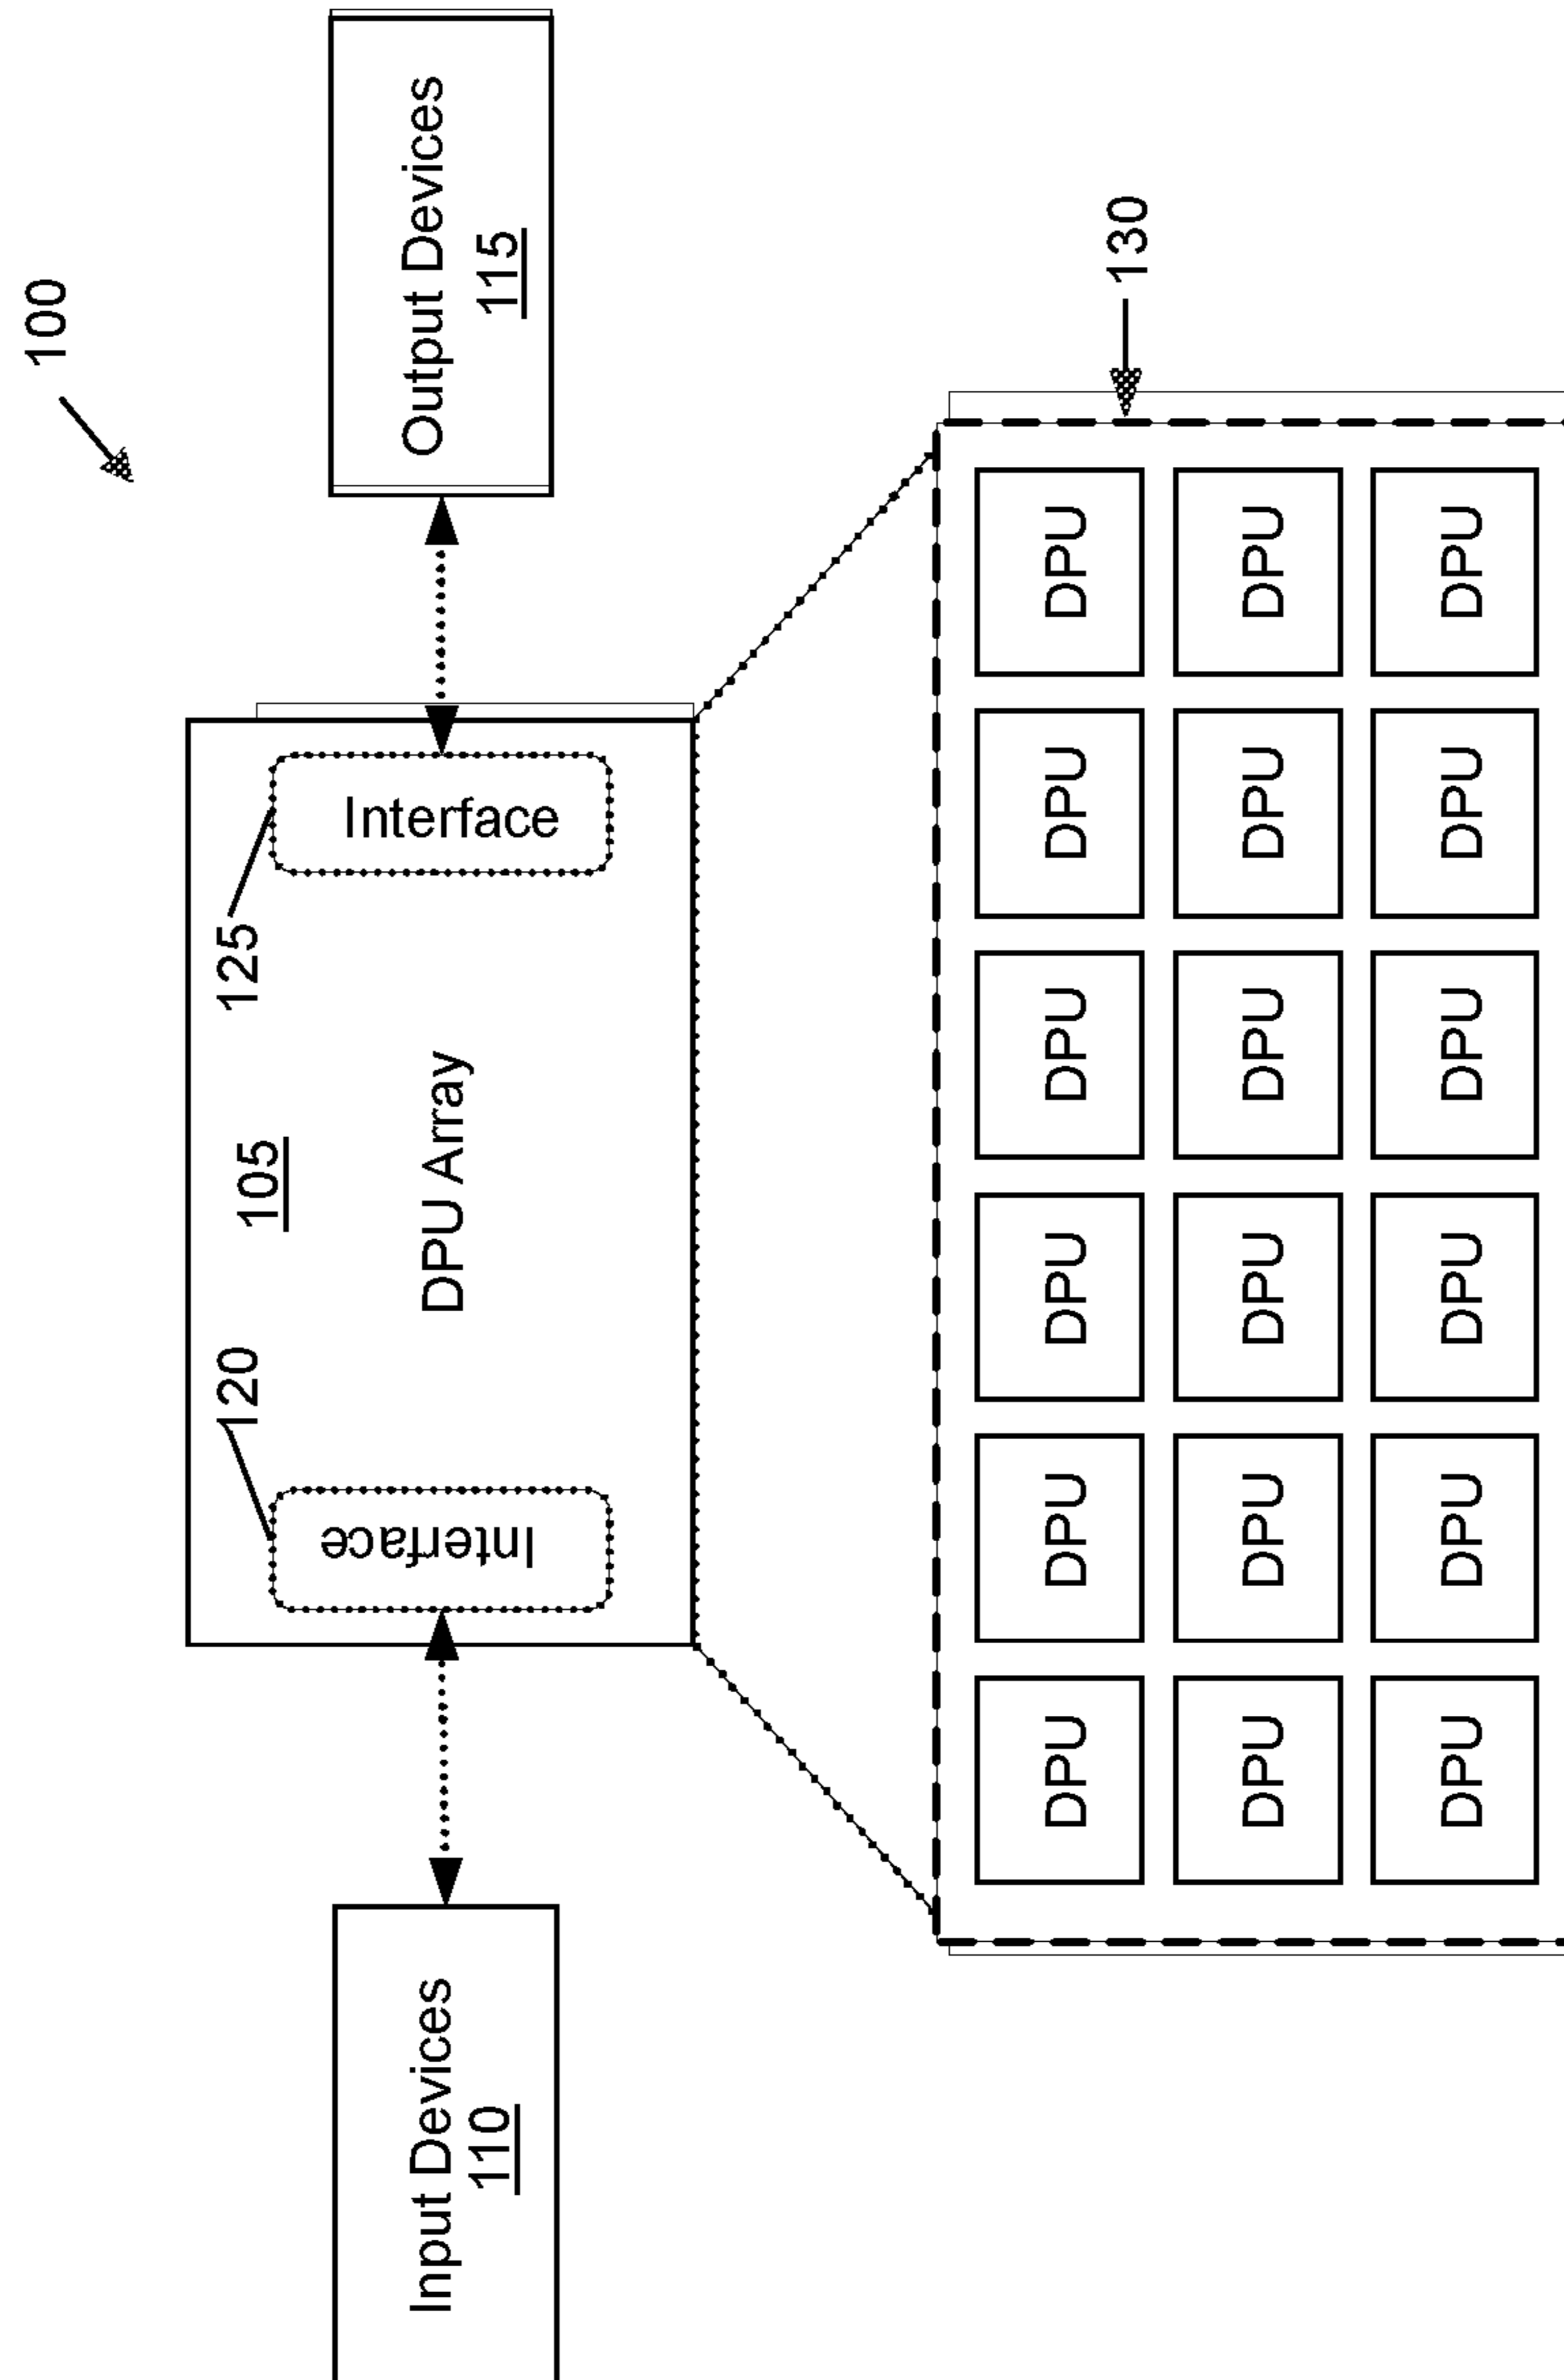 100
Input Devices
110
120
Interface
105
DPU Array
125
Interface
Output Devices
115
130
DPU DPU DPU DPU DPU DPU
DPU DPU DPU DPU DPU DPU
DPU DPU DPU DPU DPU DPU